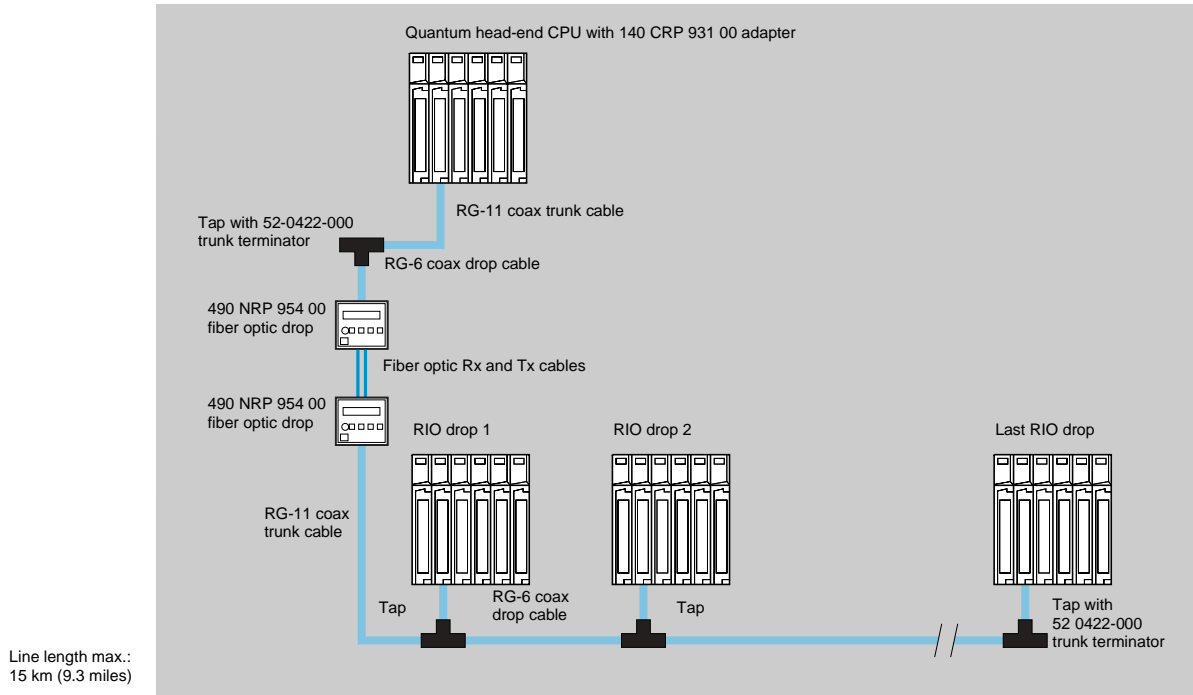 Quantum head-end CPU with 140 CRP 931 00 adapter
RG-11 coax trunk cable
Tap with 52-0422-000
trunk terminator
RG-6 coax drop cable
490 NRP 954 00
fiber optic drop
Fiber optic Rx and Tx cables
490 NRP 954 00
fiber optic drop
RIO drop 1
RIO drop 2
Last RIO drop
RG-11 coax
trunk cable
Tap
RG-6 coax
drop cable
Tap
Tap with
52 0422-000
trunk terminator
Line length max.:
15 km (9.3 miles)